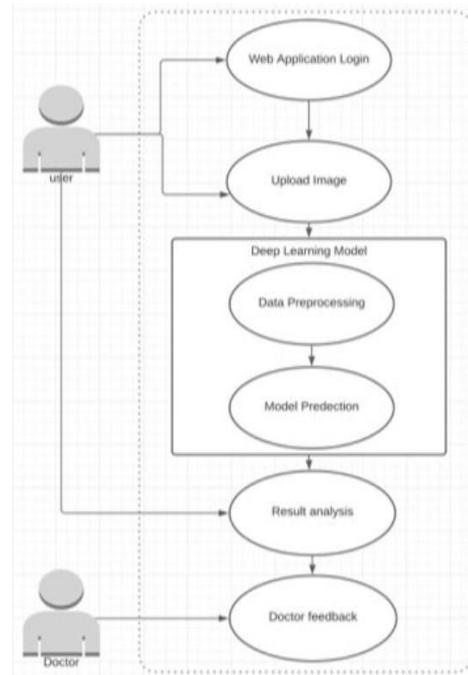 Web Application Login
user
Upload Image
Deep Learning Model
Data Preprocessing
Model Predection
Result analysis
Doctor feedback
Doctor